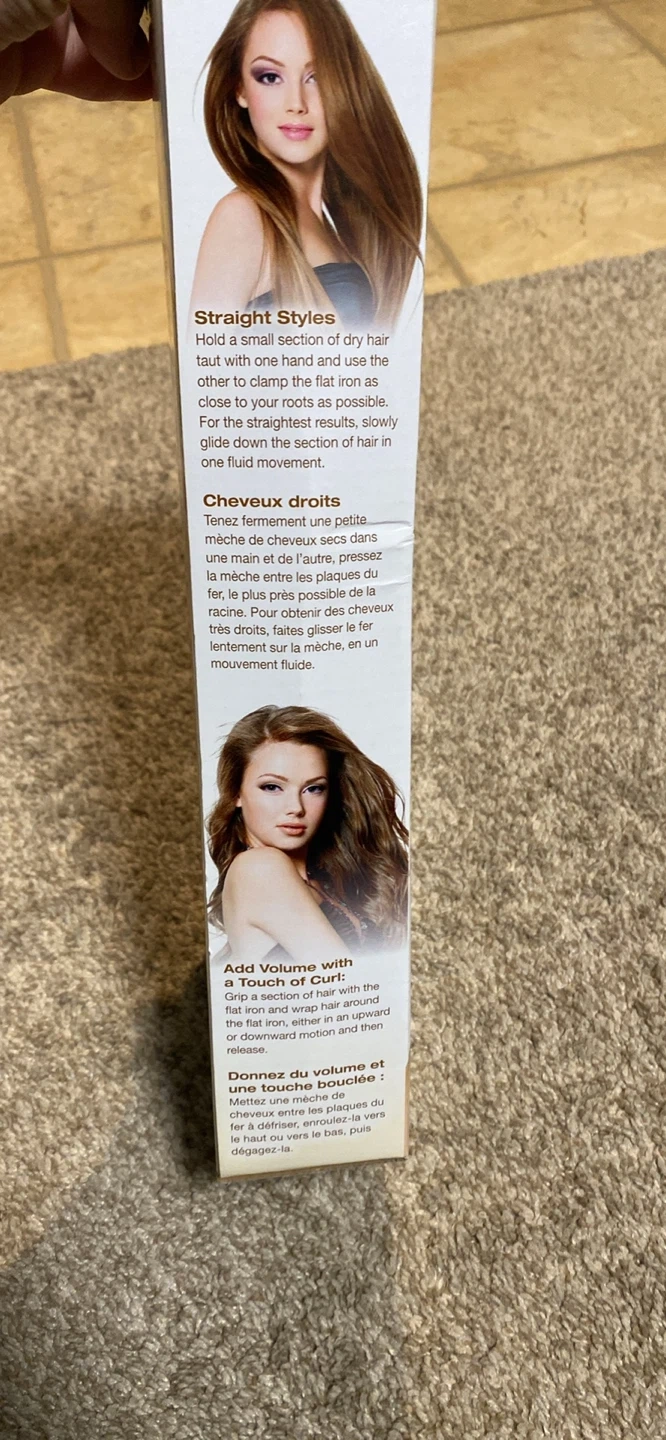 Straight Styles
Hold a small section of dry hair
taut with one hand and use the
other to clamp the flat iron as
close to your roots as possible.
For the straightest results, slowly
glide down the section of hair in
one fluid movement.
Cheveux droits
Tenez fermement une petite
mèche de cheveux secs dans
une main et de l'autre, pressez
la mèche entre les plaques du
fer, le plus près possible de la
racine. Pour obtenir des cheveux
très droits, faites glisser le fer
lentement sur la mèche, en un
mouvement fluide.
Add Volume with
a Touch of Curl:
Grip a section of hair with the
flat iron and wrap hair around
the flat iron, either in an upward
or downward motion and then
release.
Donnez du volume et
une touche bouclée :
Mettez une mèche de
cheveux entre les plaques du
fer à défriser, enroulez-la vers
le haut ou vers le bas, puis
dégagez-la.